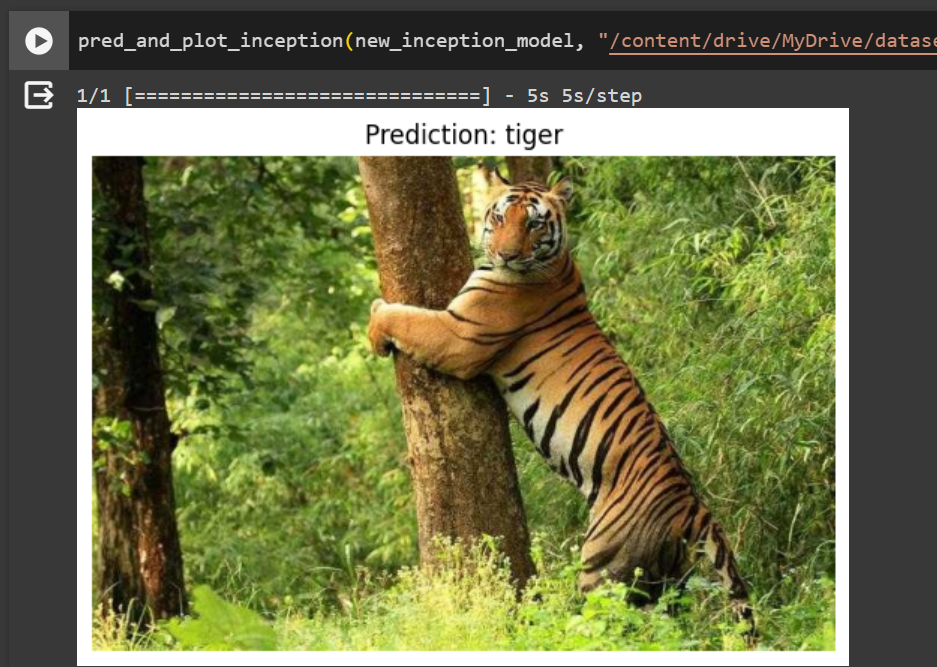 pred_and_plot_inception(new_inception_model, "/content/drive/MyDrive/datase
1/1 [==============================] - 5s 5s/step
Prediction: tiger